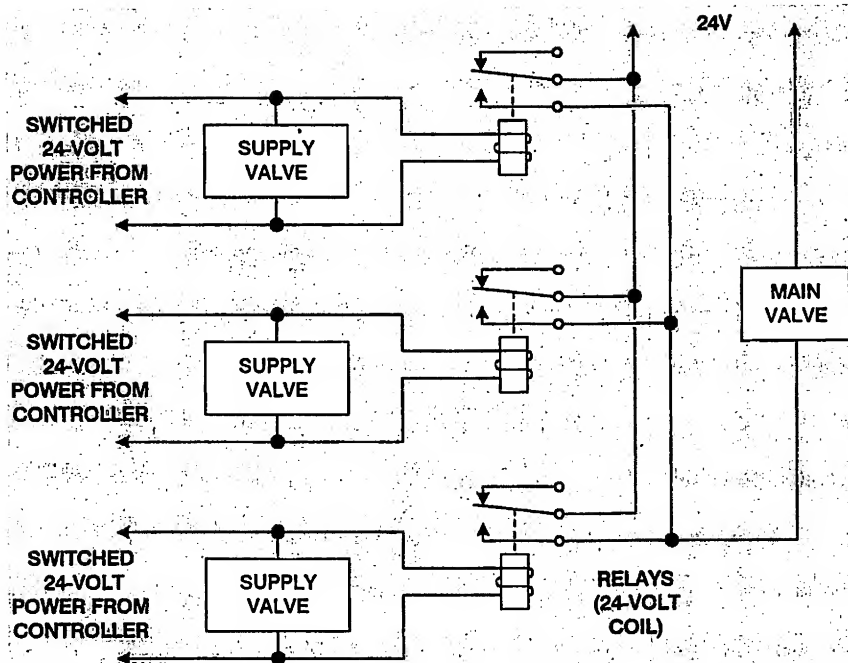 24V
SWITCHED
24-VOLT
POWER FROM
CONTROLLER
SUPPLY
VALVE
SWITCHED
24-VOLT
POWER FROM
CONTROLLER
SUPPLY
VALVE
MAIN
VALVE
SWITCHED
24-VOLT
POWER FROM
CONTROLLER
SUPPLY
VALVE
RELAYS
(24-VOLT
COIL)